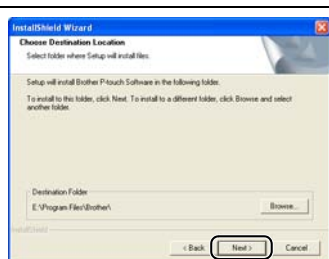 InstallShield Wizard
Choose Destination Location
Select folder where Setup will install files.
Setup will install Brother P-touch Software in the following folder.
To install to this folder, click Next. To install to a different folder, click Browse and select
another folder.
Destination Folder
E:\Program Files\Brother\
Browse...
InstallShield
< Back
Next >
Cancel